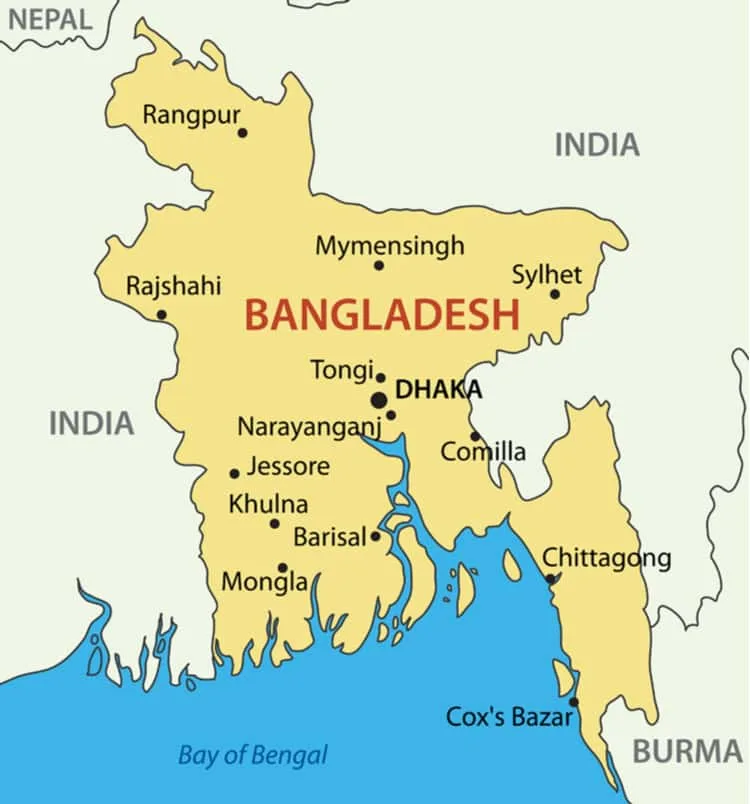 NEPAL
Rangpur
INDIA
Mymensingh
Sylhet
Rajshahi
BANGLADESH
Tongi
DHAKA
INDIA
Narayanganj
Comilla
Jessore
Khulna
Barisal
Chittagong
Mongla
Cox's Bazar
Bay of Bengal
BURMA